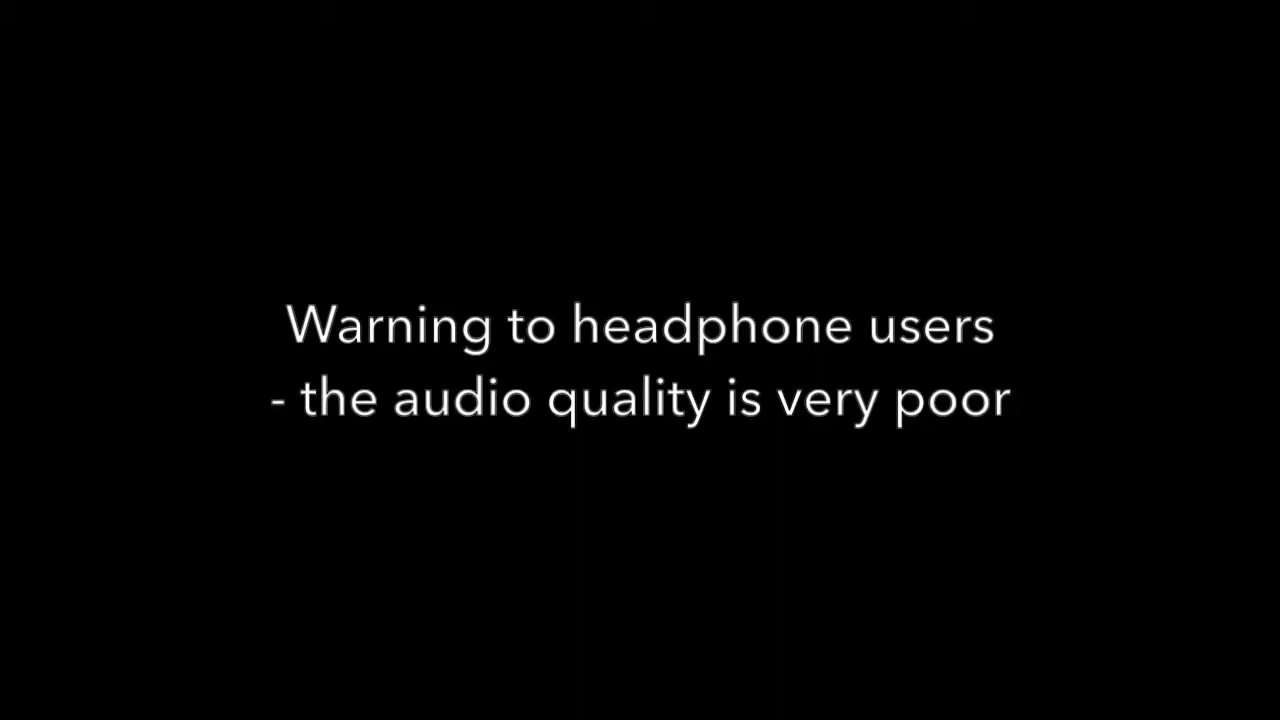 Warning to headphone users
- the audio quality is very poor